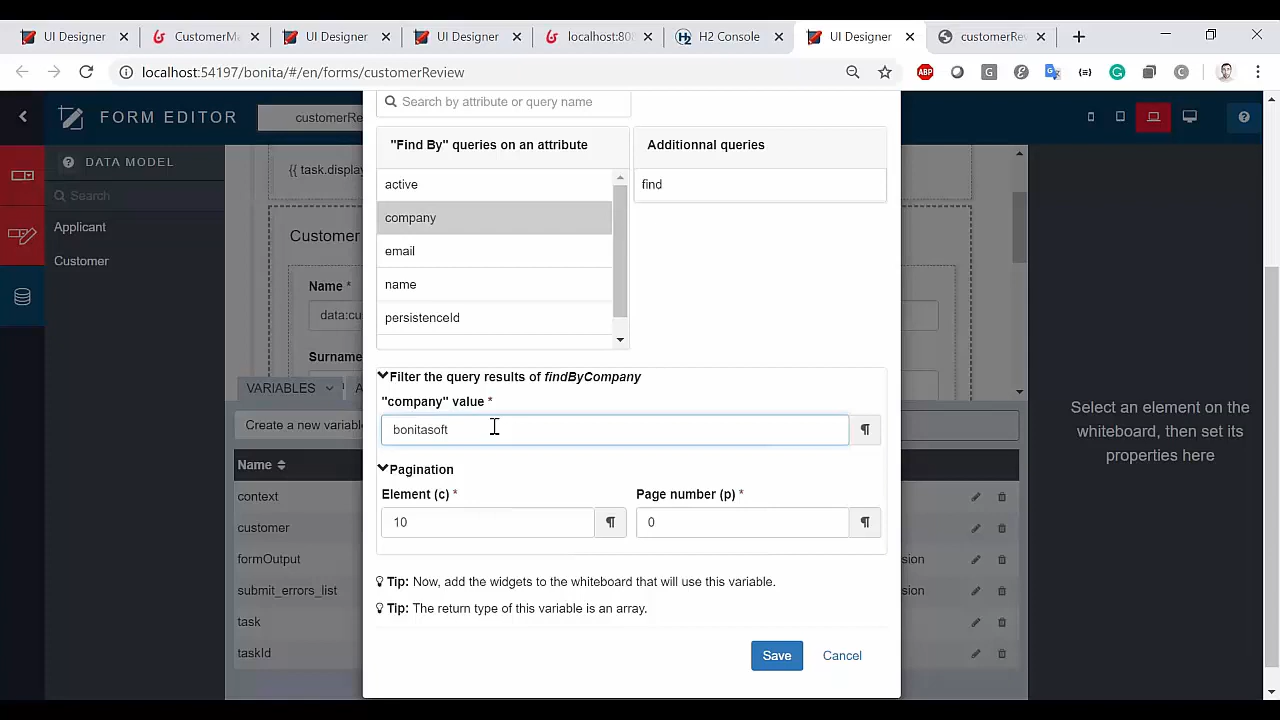 UI Designer
CustomerM
UI Designer
UI Designer
localhost:808
H2 Console
UI Designer
customerRe
localhost:54197/bonita/#/en/forms/customerReview
ABP
FORM EDITOR
customerRe
DATA MODEL
Search
Applicant
Customer
{{ task.display
Customer
Name *
data:cu
Surname
VARIABLES
Create a new variabl
Name
context
customer
formOutput
submit_errors_list
task
taskId
sion
sion
Search by attribute or query name
"Find By" queries on an attribute
Additionnal queries
active
company
email
name
persistenceId
find
Filter the query results of findByCompany
"company" value *
bonitasoft
Pagination
Element (c) *
Page number (p) *
10
0
Tip: Now, add the widgets to the whiteboard that will use this variable.
Tip: The return type of this variable is an array.
Save
Cancel
Select an element on the
whiteboard, then set its
properties here